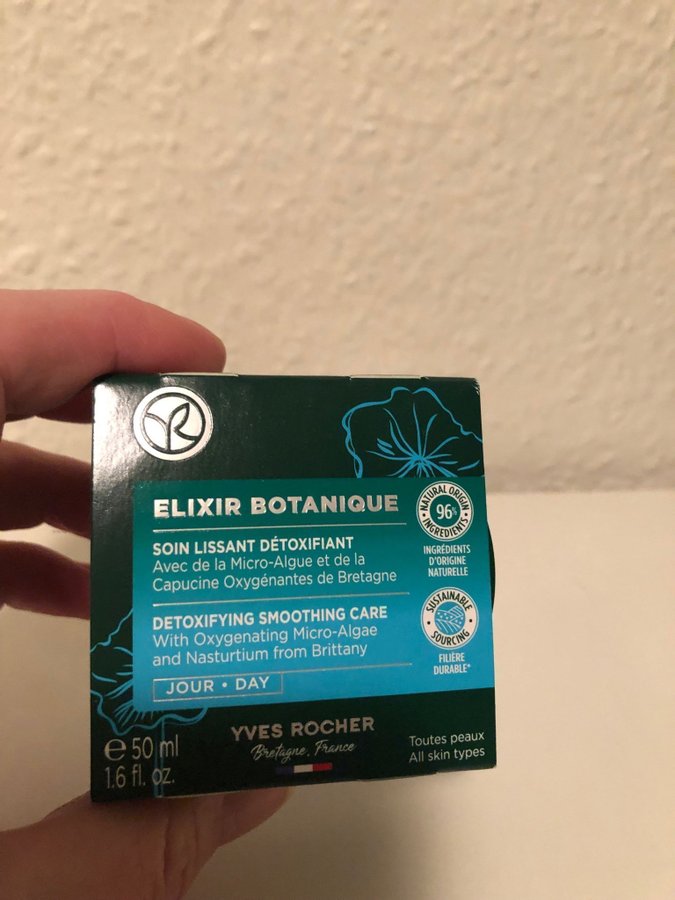 ELIXIR BOTANIQUE
SOIN LISSANT DÉTOXIFIANT
Avec de la Micro-Algue et de la
Capucine Oxygénantes de Bretagne
DETOXIFYING SMOOTHING CARE
With Oxygenating Micro-Algae
and Nasturtium from Brittany
JOUR • DAY
NATURAL ORIGIN
96%
INGREDIENTS
INGRÉDIENTS
D'ORIGINE
NATURELLE
SUSTAINABLE
SOURCING
FILIÈRE
DURABLE*
YVES ROCHER
Bretagne, France
e 50 ml
1.6 fl. oz.
Toutes peaux
All skin types